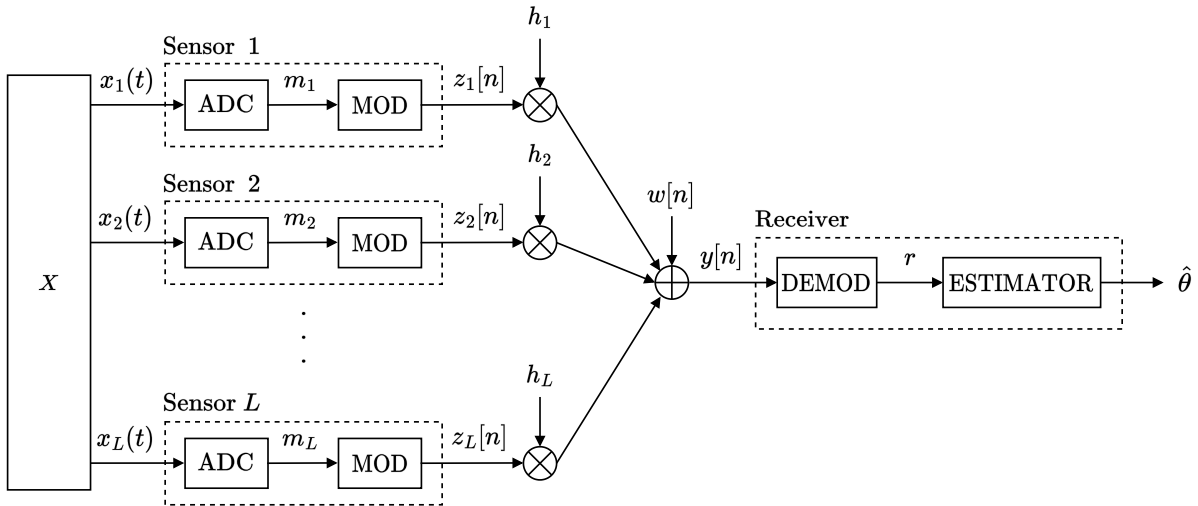 h₁
Sensor 1
x₁(t) ADC m₁ MOD z₁[n]
h₂
Sensor 2
x₂(t) ADC m₂ MOD z₂[n]
w[n]
Receiver
X
y[n] DEMOD r ESTIMATOR θ̂
h_L
Sensor L
x_L(t) ADC m_L MOD z_L[n]